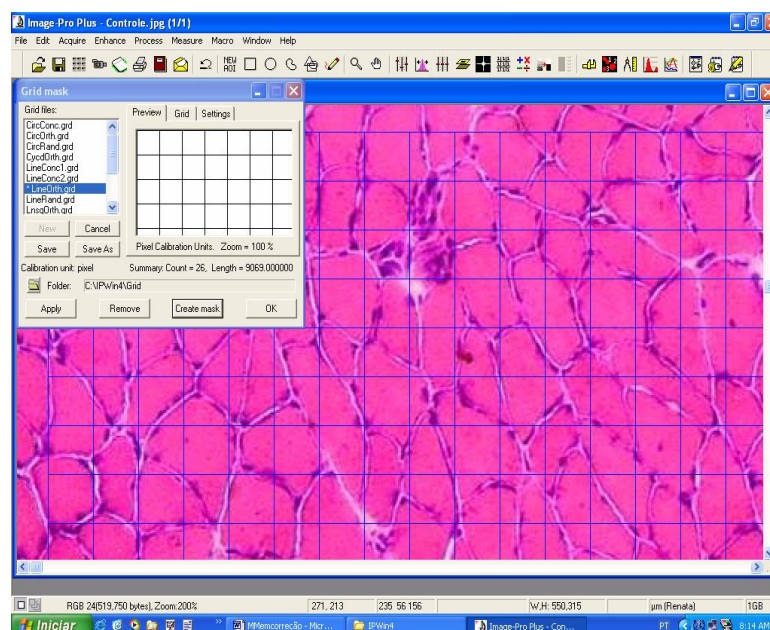 Image-Pro Plus - Controle.jpg (1/1)
File Edit Acquire Enhance Process Measure Macro Window Help
NEW
AOI
Grid mask
Grid files:
CircConc.grd
CircOrth.grd
CircRand.grd
CycdOrth.grd
LineConc1.grd
LineConc2.grd
* LineOrth.grd
LineRand.grd
LnsgOrth.grd
Preview Grid Settings
New Cancel
Save Save As
Pixel Calibration Units. Zoom = 100 %
Calibration unit: pixel Summary: Count = 26, Length = 9069.000000
Folder: C:\IPWin4\Grid
Apply Remove Create mask OK
RGB 24(519,750 bytes), Zoom:200% 271, 213 235 56 156 W,H: 550,315 µm (Renata) 1GB
Iniciar MMemcorreção - Micr... IPWin4 Image-Pro Plus - Con... PT 8:14 AM